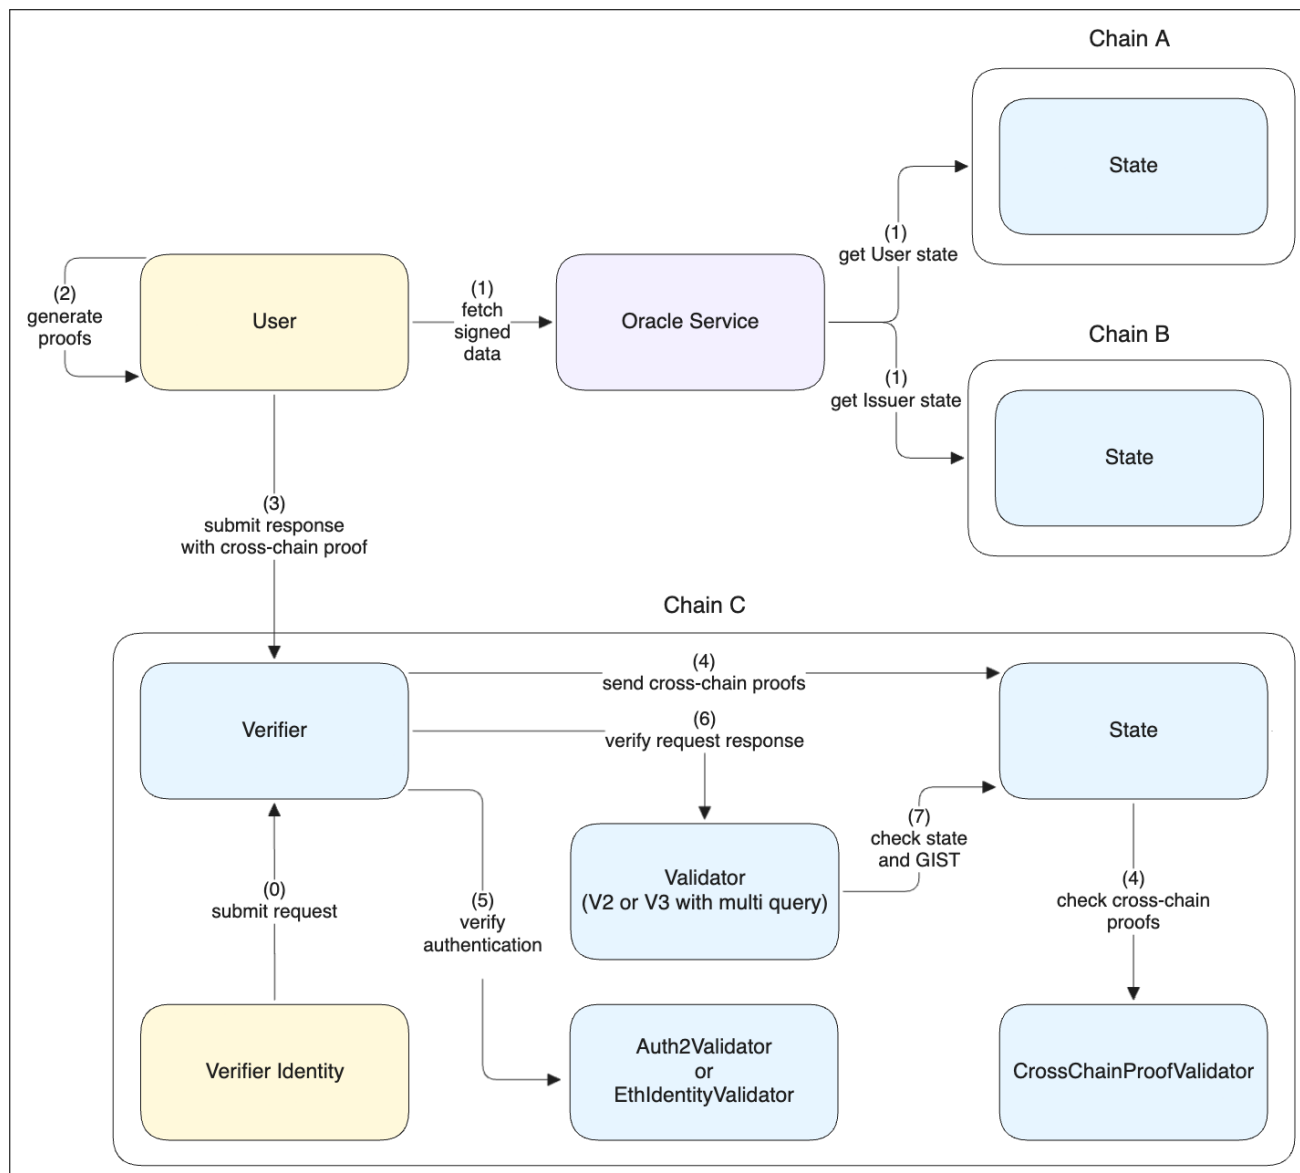 Chain A
State
(1)
get User state
(2)
generate
proofs
User
(1)
fetch
signed
data
Oracle Service
Chain B
(1)
get Issuer state
State
(3)
submit response
with cross-chain proof
Chain C
Verifier
(4)
send cross-chain proofs
(6)
verify request response
State
(7)
check state
and GIST
Validator
(V2 or V3 with multi query)
(0)
submit request
(5)
verify
authentication
(4)
check cross-chain
proofs
Verifier Identity
Auth2Validator
or
EthIdentityValidator
CrossChainProofValidator